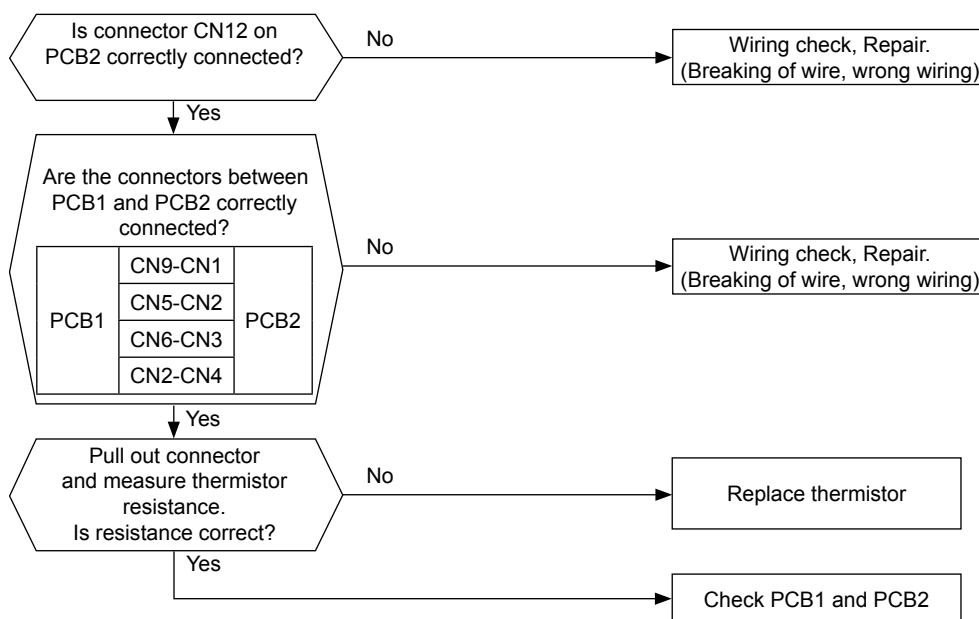 Is connector CN12 on
PCB2 correctly connected?
No
Wiring check, Repair.
(Breaking of wire, wrong wiring)
Yes
Are the connectors between
PCB1 and PCB2 correctly
connected?
No
Wiring check, Repair.
(Breaking of wire, wrong wiring)
PCB1
CN9-CN1
CN5-CN2
CN6-CN3
CN2-CN4
PCB2
Yes
Pull out connector
and measure thermistor
resistance.
Is resistance correct?
No
Replace thermistor
Yes
Check PCB1 and PCB2